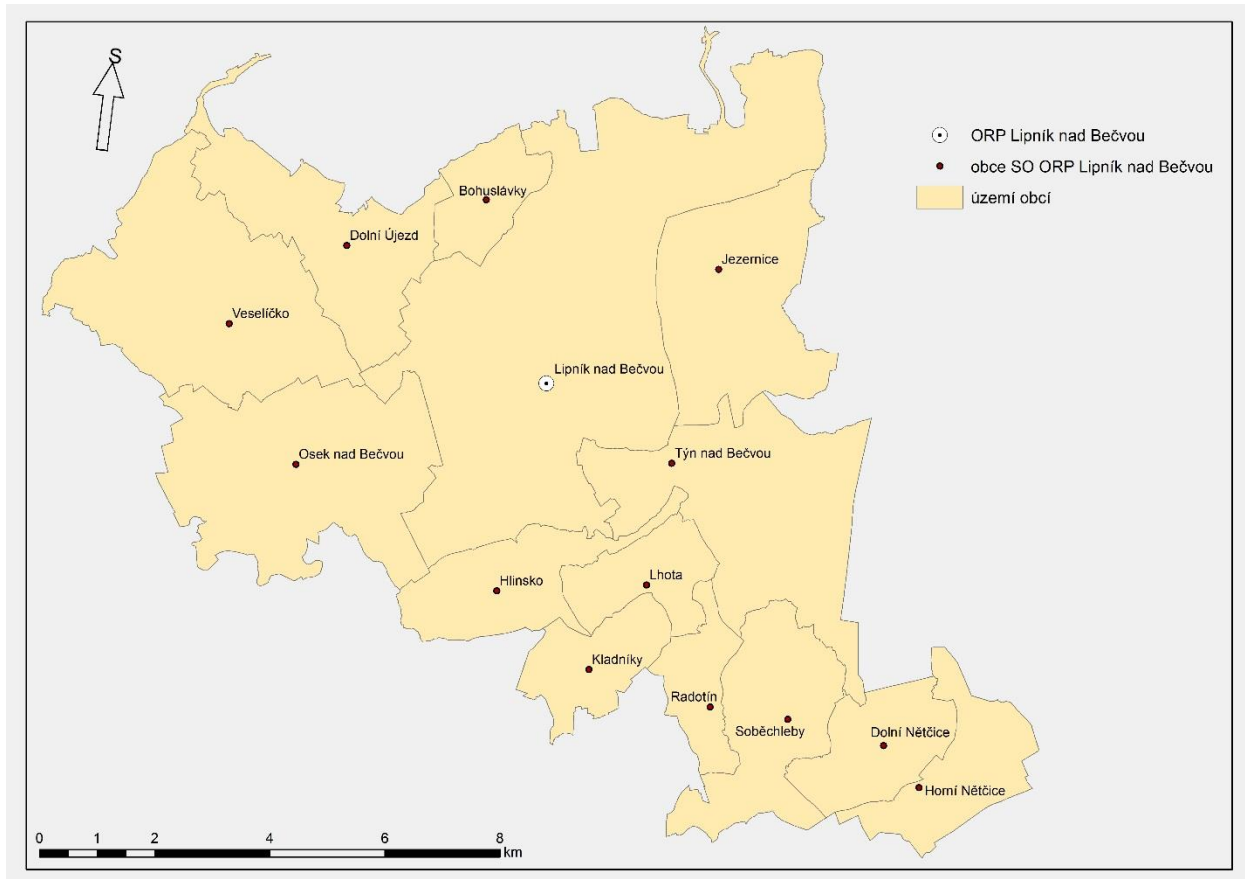 S
ORP Lipník nad Bečvou
obce SO ORP Lipník nad Bečvou
území obcí
Bohuslávky
Dolní Újezd
Jezernice
Veselíčko
Lipník nad Bečvou
Osek nad Bečvou
Týn nad Bečvou
Lhota
Hlinsko
Kladníky
Radotín
Soběchleby
Dolní Nětčice
Horní Nětčice
0 1 2 4 6 8
km